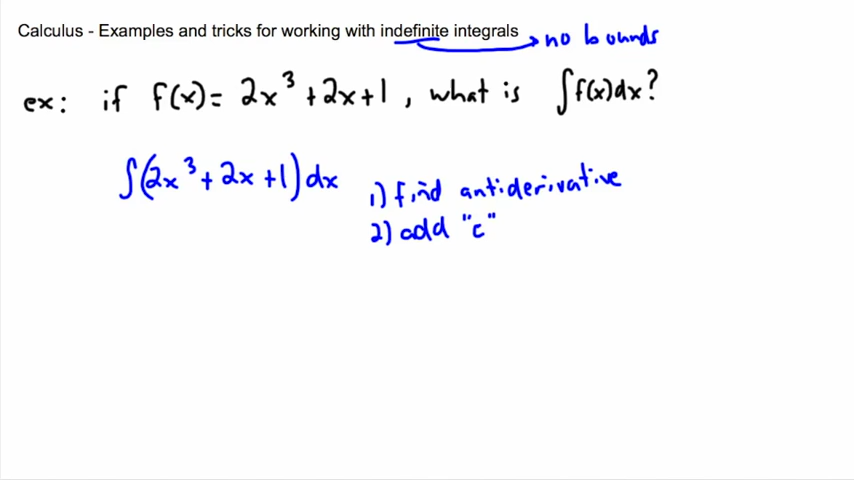 Calculus - Examples and tricks for working with indefinite integrals
no bounds
ex: if f(x)= 2x³ +2x+1 , what is ∫f(x)dx?
∫(2x³ + 2x +1) dx
1) find antiderivative
2) add "c"